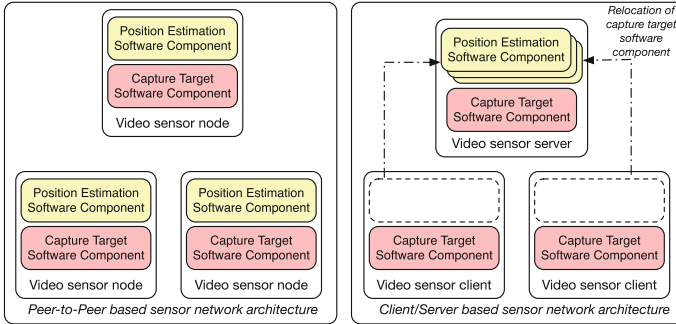 Position Estimation
Software Component
Capture Target
Software Component
Video sensor node
Position Estimation
Software Component
Capture Target
Software Component
Video sensor node
Position Estimation
Software Component
Capture Target
Software Component
Video sensor node
Peer-to-Peer based sensor network architecture
Relocation of
capture target
software
component
Position Estimation
Software Component
Capture Target
Software Component
Video sensor server
Capture Target
Software Component
Video sensor client
Capture Target
Software Component
Video sensor client
Client/Server based sensor network architecture